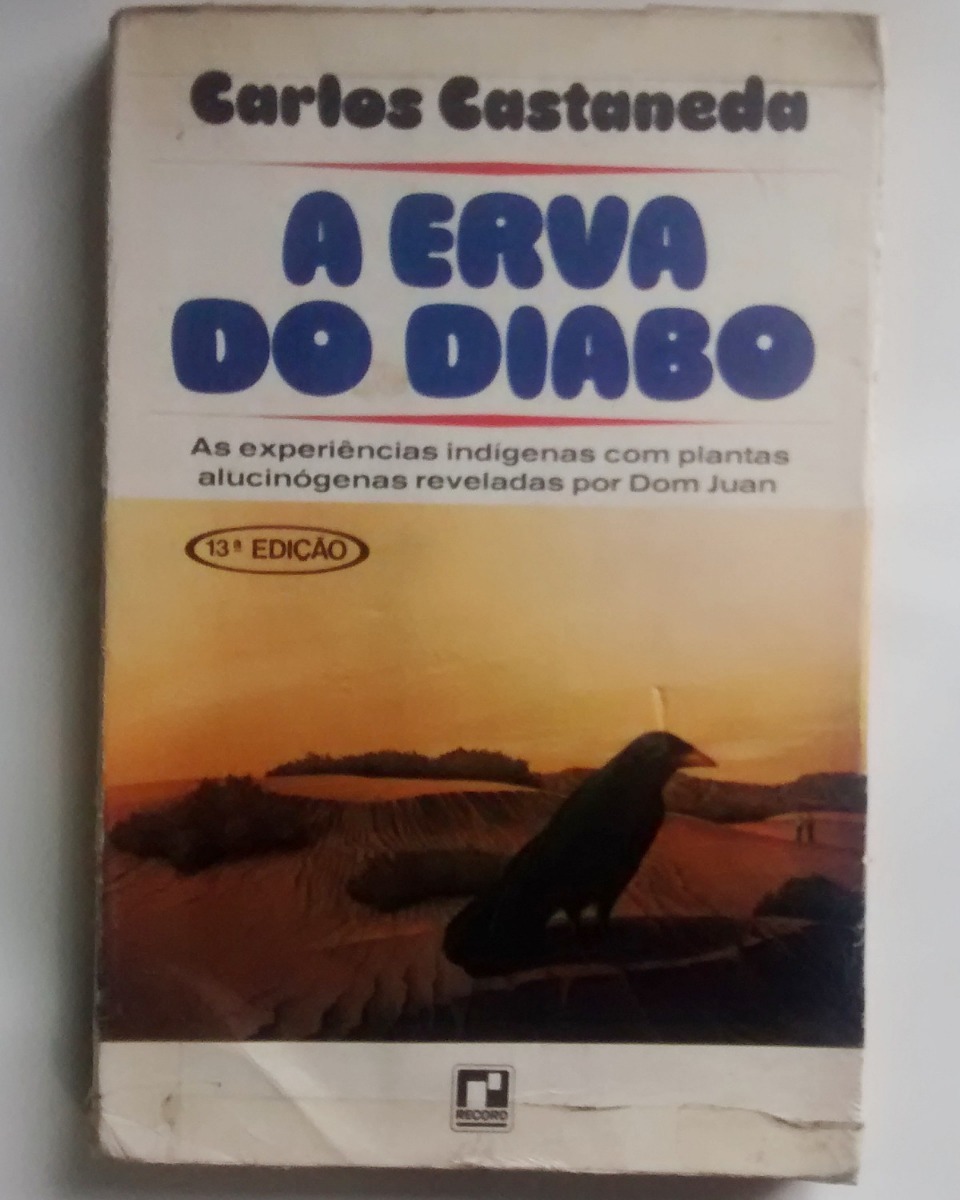 Carlos Castaneda
A ERVA
DO DIABO
As experiências indígenas com plantas
alucinógenas reveladas por Dom Juan
13ª EDIÇÃO
RECORD